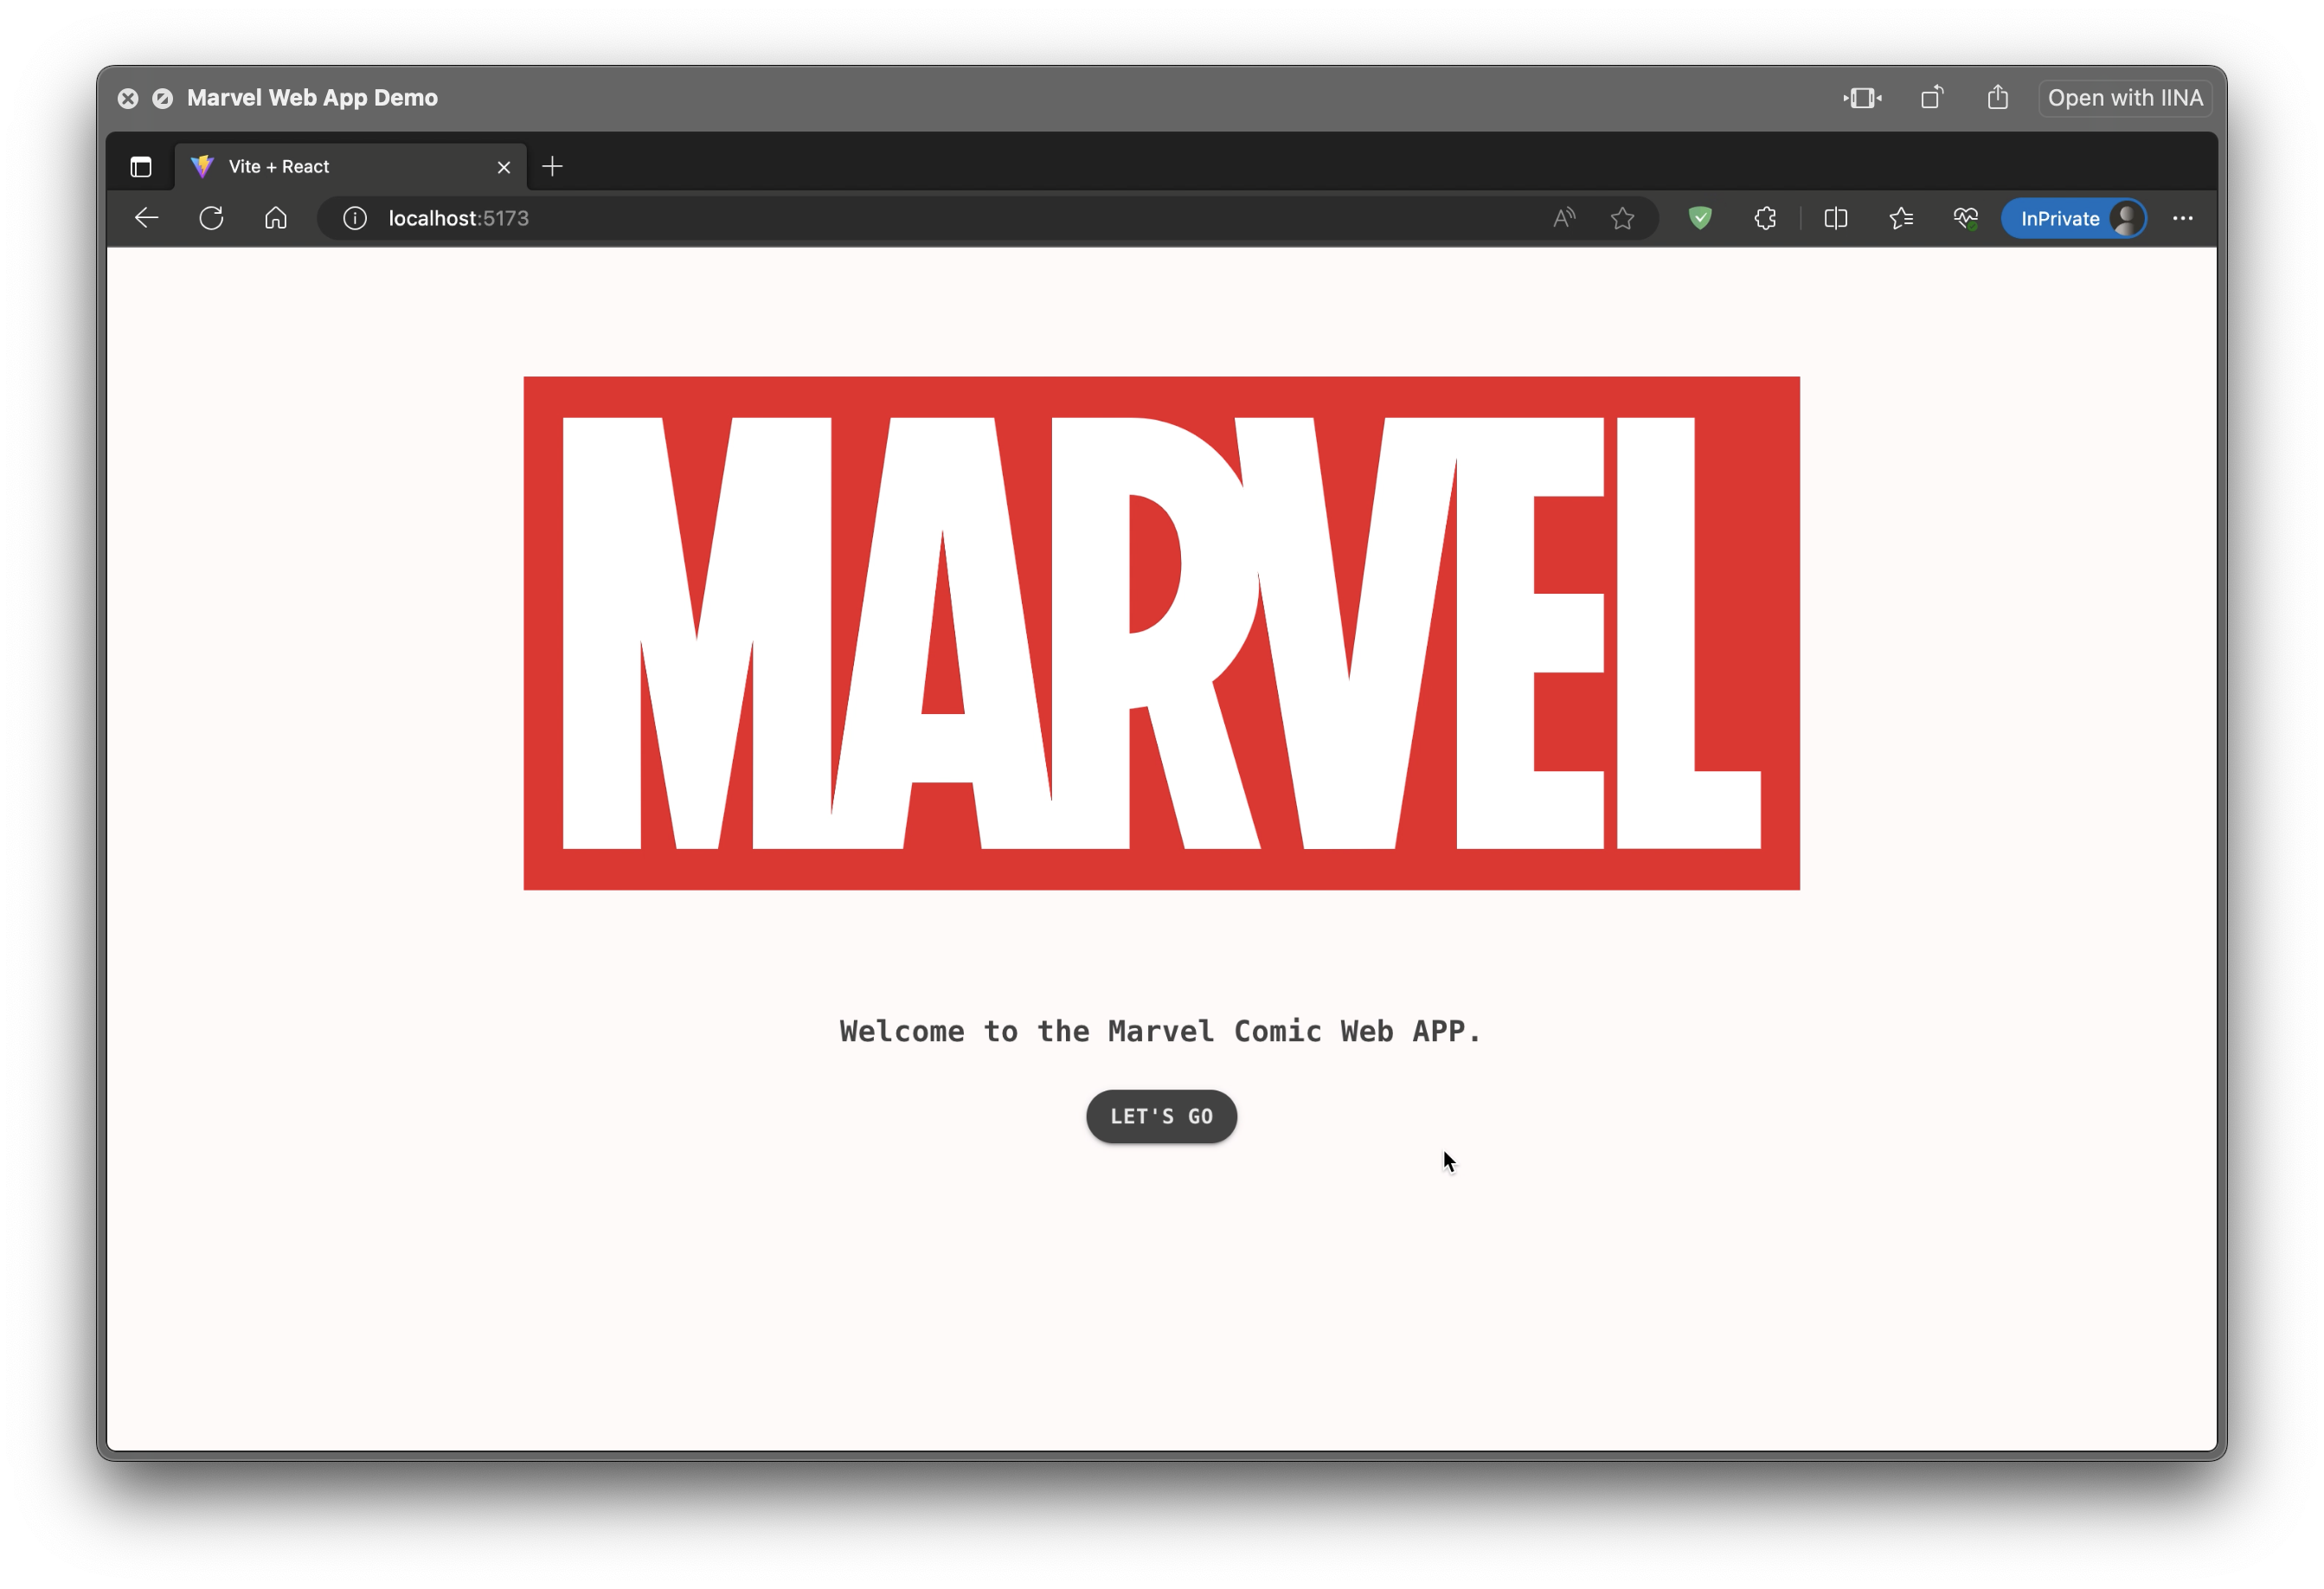 Marvel Web App Demo
Open with IINA
Vite + React
localhost:5173
InPrivate
MARVEL
Welcome to the Marvel Comic Web APP.
LET'S GO